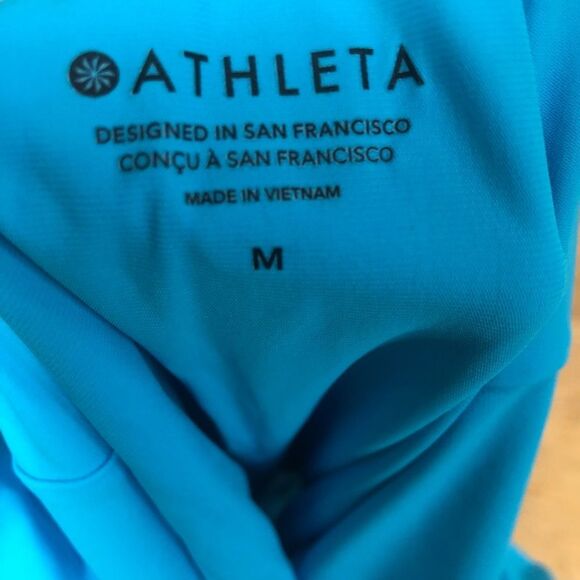 ATHLETA
DESIGNED IN SAN FRANCISCO
CONÇU À SAN FRANCISCO
MADE IN VIETNAM
M